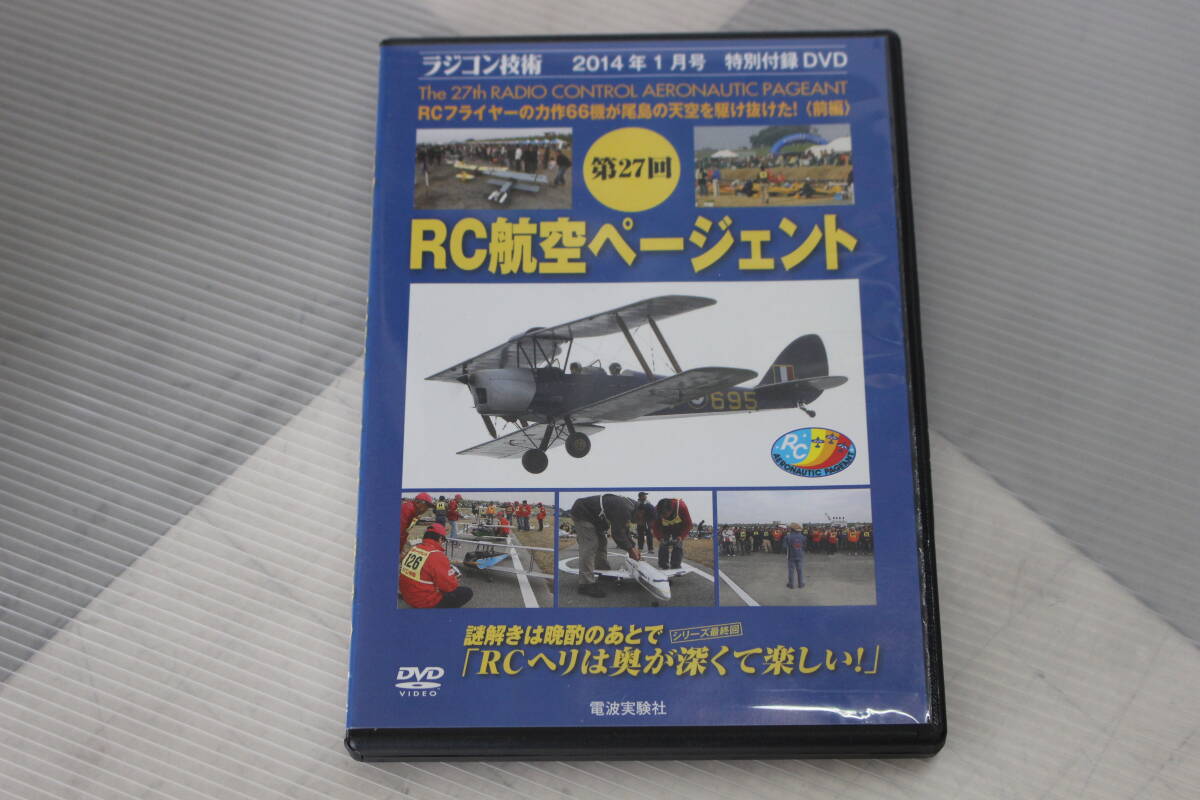 ラジコン技術 2014年1月号 特別付録DVD
The 27th RADIO CONTROL AERONAUTIC PAGEANT
RCフライヤーの力作66機が尾島の天空を駆け抜けた!〈前編〉
第27回
RC航空ページェント
695
RC
AERONAUTIC PAGEANT
126
謎解きは晩酌のあとで シリーズ最終回
「RCヘリは奥が深くて楽しい!」
DVD
VIDEO
電波実験社